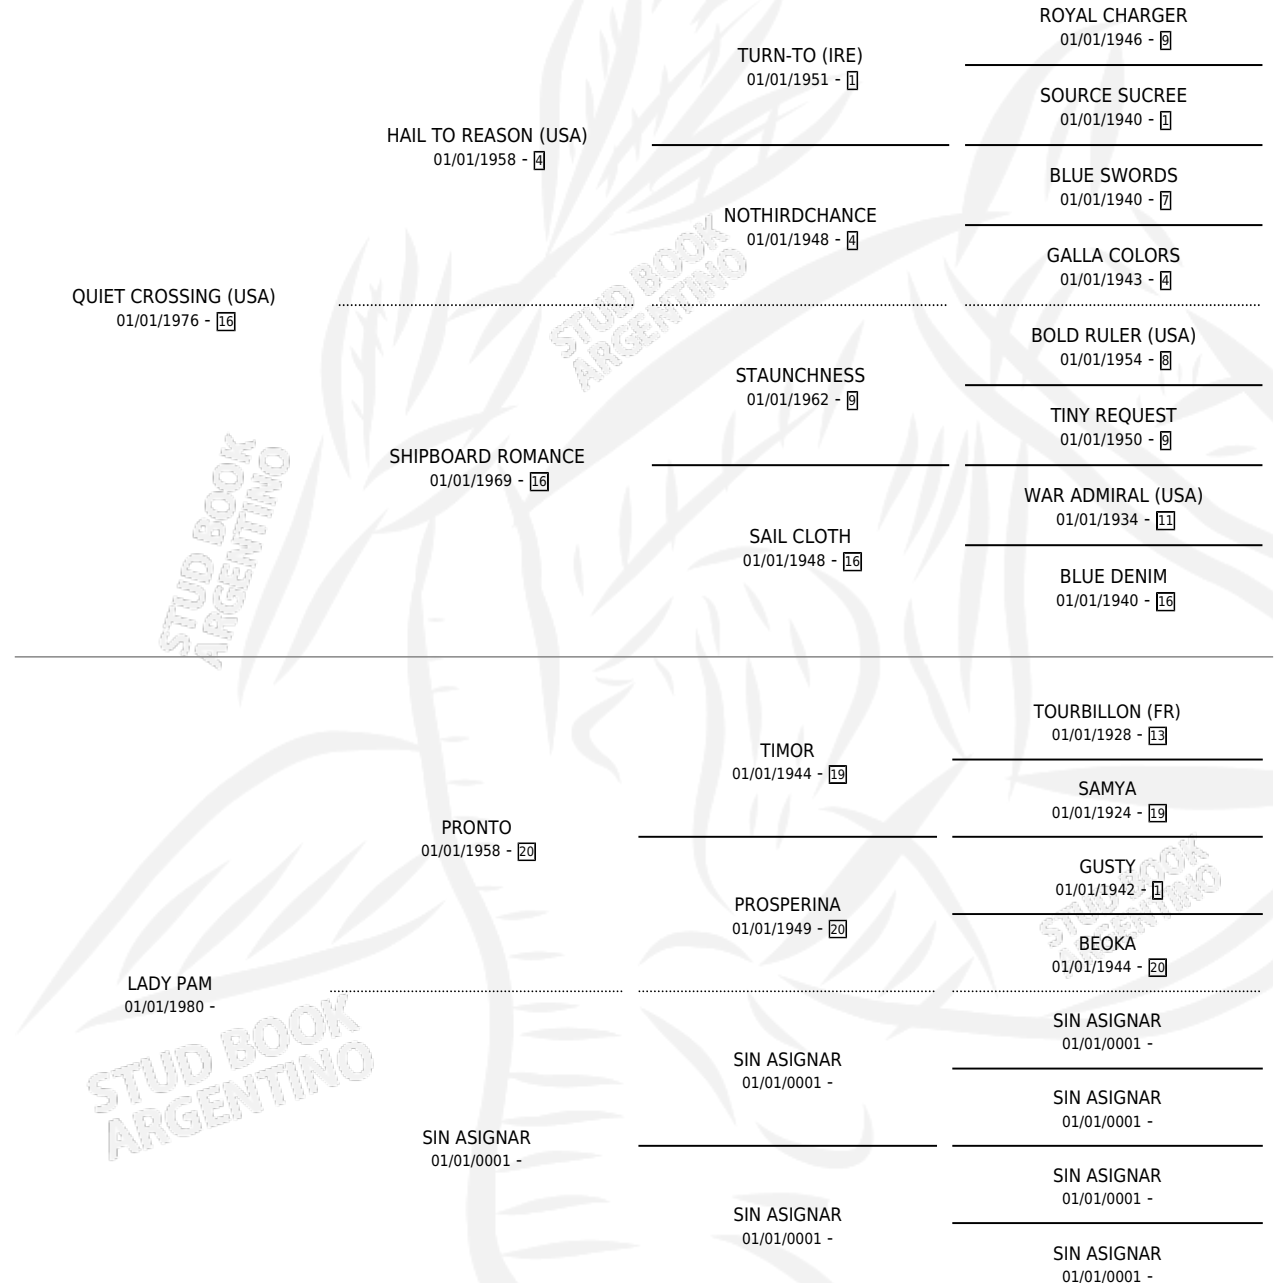 ROYAL CHARGER
01/01/1946 - 9
TURN-TO (IRE)
01/01/1951 - 1
SOURCE SUCREE
01/01/1940 - 1
HAIL TO REASON (USA)
01/01/1958 - 4
BLUE SWORDS
01/01/1940 - 7
NOTHIRDCHANCE
01/01/1948 - 4
GALLA COLORS
01/01/1943 - 4
QUIET CROSSING (USA)
01/01/1976 - 16
STUD BOOK
ARGENTINO
BOLD RULER (USA)
01/01/1954 - 8
STAUNCHNESS
01/01/1962 - 9
TINY REQUEST
01/01/1950 - 9
SHIPBOARD ROMANCE
01/01/1969 - 16
WAR ADMIRAL (USA)
01/01/1934 - 11
SAIL CLOTH
01/01/1948 - 16
BLUE DENIM
01/01/1940 - 16
STUD BOOK
ARGENTINO
TOURBILLON (FR)
01/01/1928 - 13
TIMOR
01/01/1944 - 19
SAMYA
01/01/1924 - 19
PRONTO
01/01/1958 - 20
GUSTY
01/01/1942 - 1
PROSPERINA
01/01/1949 - 20
BEOKA
01/01/1944 - 20
STUD BOOK
ARGENTINO
LADY PAM
01/01/1980 -
SIN ASIGNAR
01/01/0001 -
SIN ASIGNAR
01/01/0001 -
SIN ASIGNAR
01/01/0001 -
STUD BOOK
ARGENTINO
SIN ASIGNAR
01/01/0001 -
SIN ASIGNAR
01/01/0001 -
SIN ASIGNAR
01/01/0001 -
SIN ASIGNAR
01/01/0001 -